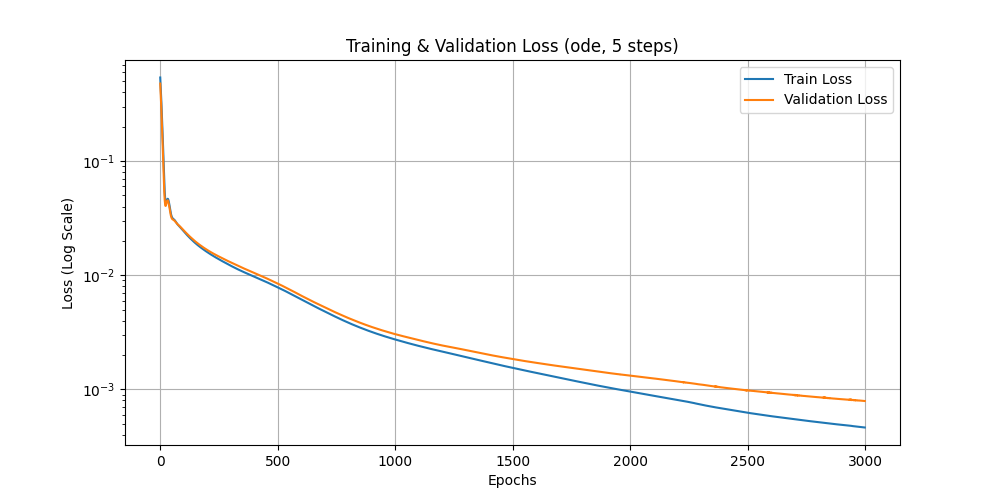 Training & Validation Loss (ode, 5 steps)
Train Loss
Validation Loss
Loss (Log Scale)
10⁻¹
10⁻²
10⁻³
0 500 1000 1500 2000 2500 3000
Epochs